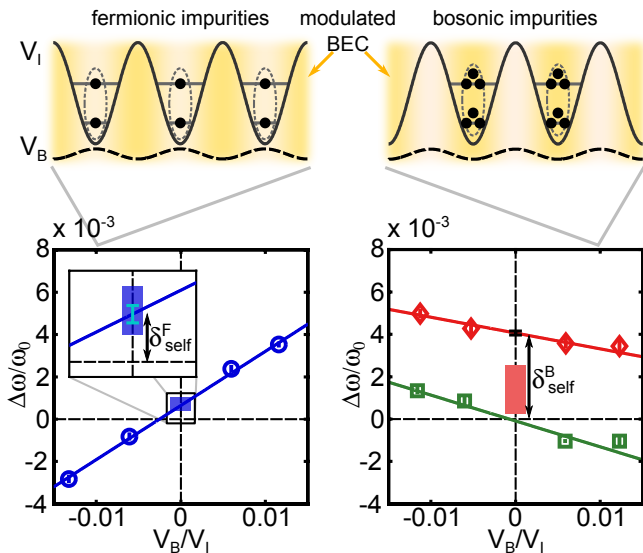 fermionic impurities
modulated BEC
bosonic impurities
V_I
V_B
x 10^-3
8
6
4
2
0
-2
-4
Δω/ω_0
δ^F_self
-0.01
0
0.01
V_B/V_I
x 10^-3
8
6
4
2
0
-2
-4
Δω/ω_0
δ^B_self
-0.01
0
0.01
V_B/V_I